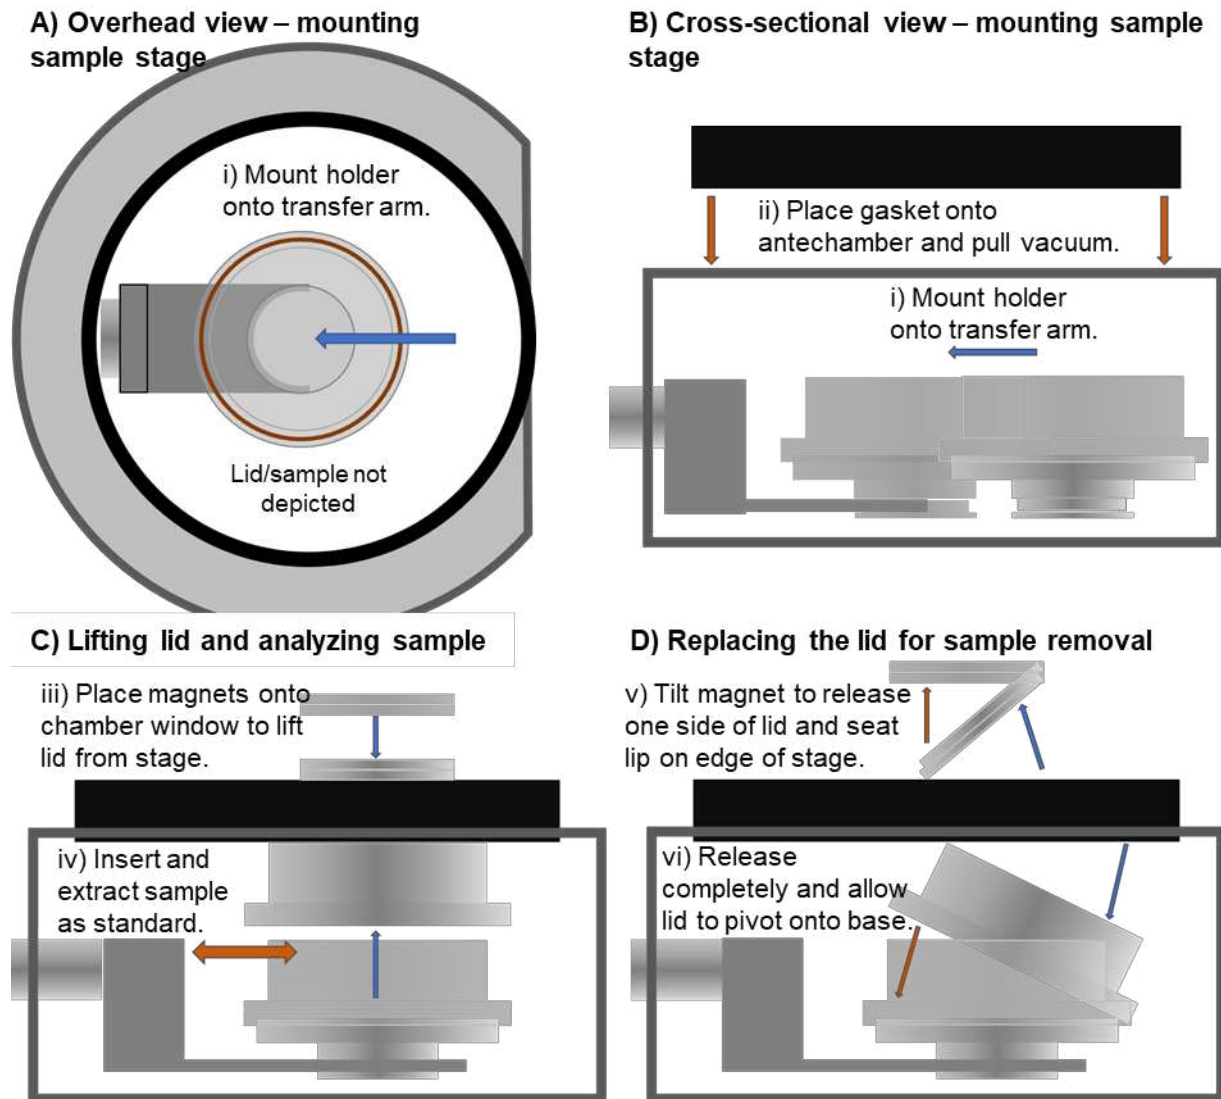 A) Overhead view – mounting
sample stage
i) Mount holder
onto transfer arm.
Lid/sample not
depicted
B) Cross-sectional view – mounting sample
stage
ii) Place gasket onto
antechamber and pull vacuum.
i) Mount holder
onto transfer arm.
C) Lifting lid and analyzing sample
iii) Place magnets onto
chamber window to lift
lid from stage.
iv) Insert and
extract sample
as standard.
D) Replacing the lid for sample removal
v) Tilt magnet to release
one side of lid and seat
lip on edge of stage.
vi) Release
completely and allow
lid to pivot onto base.